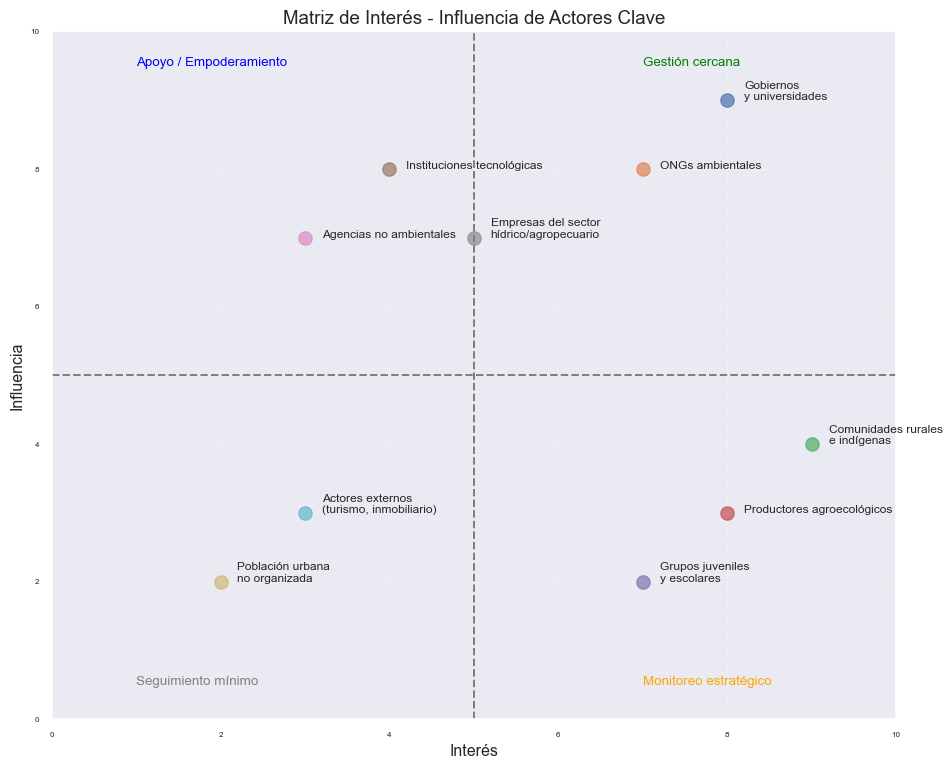 Matriz de Interés - Influencia de Actores Clave
10
Apoyo / Empoderamiento
Gestión cercana
Gobiernos
y universidades
8
Instituciones tecnológicas
ONGs ambientales
Agencias no ambientales
Empresas del sector
hídrico/agropecuario
6
Influencia
4
Comunidades rurales
e indígenas
Actores externos
(turismo, inmobiliario)
Productores agroecológicos
2
Población urbana
no organizada
Grupos juveniles
y escolares
Seguimiento mínimo
Monitoreo estratégico
0
0
2
4
6
8
10
Interés